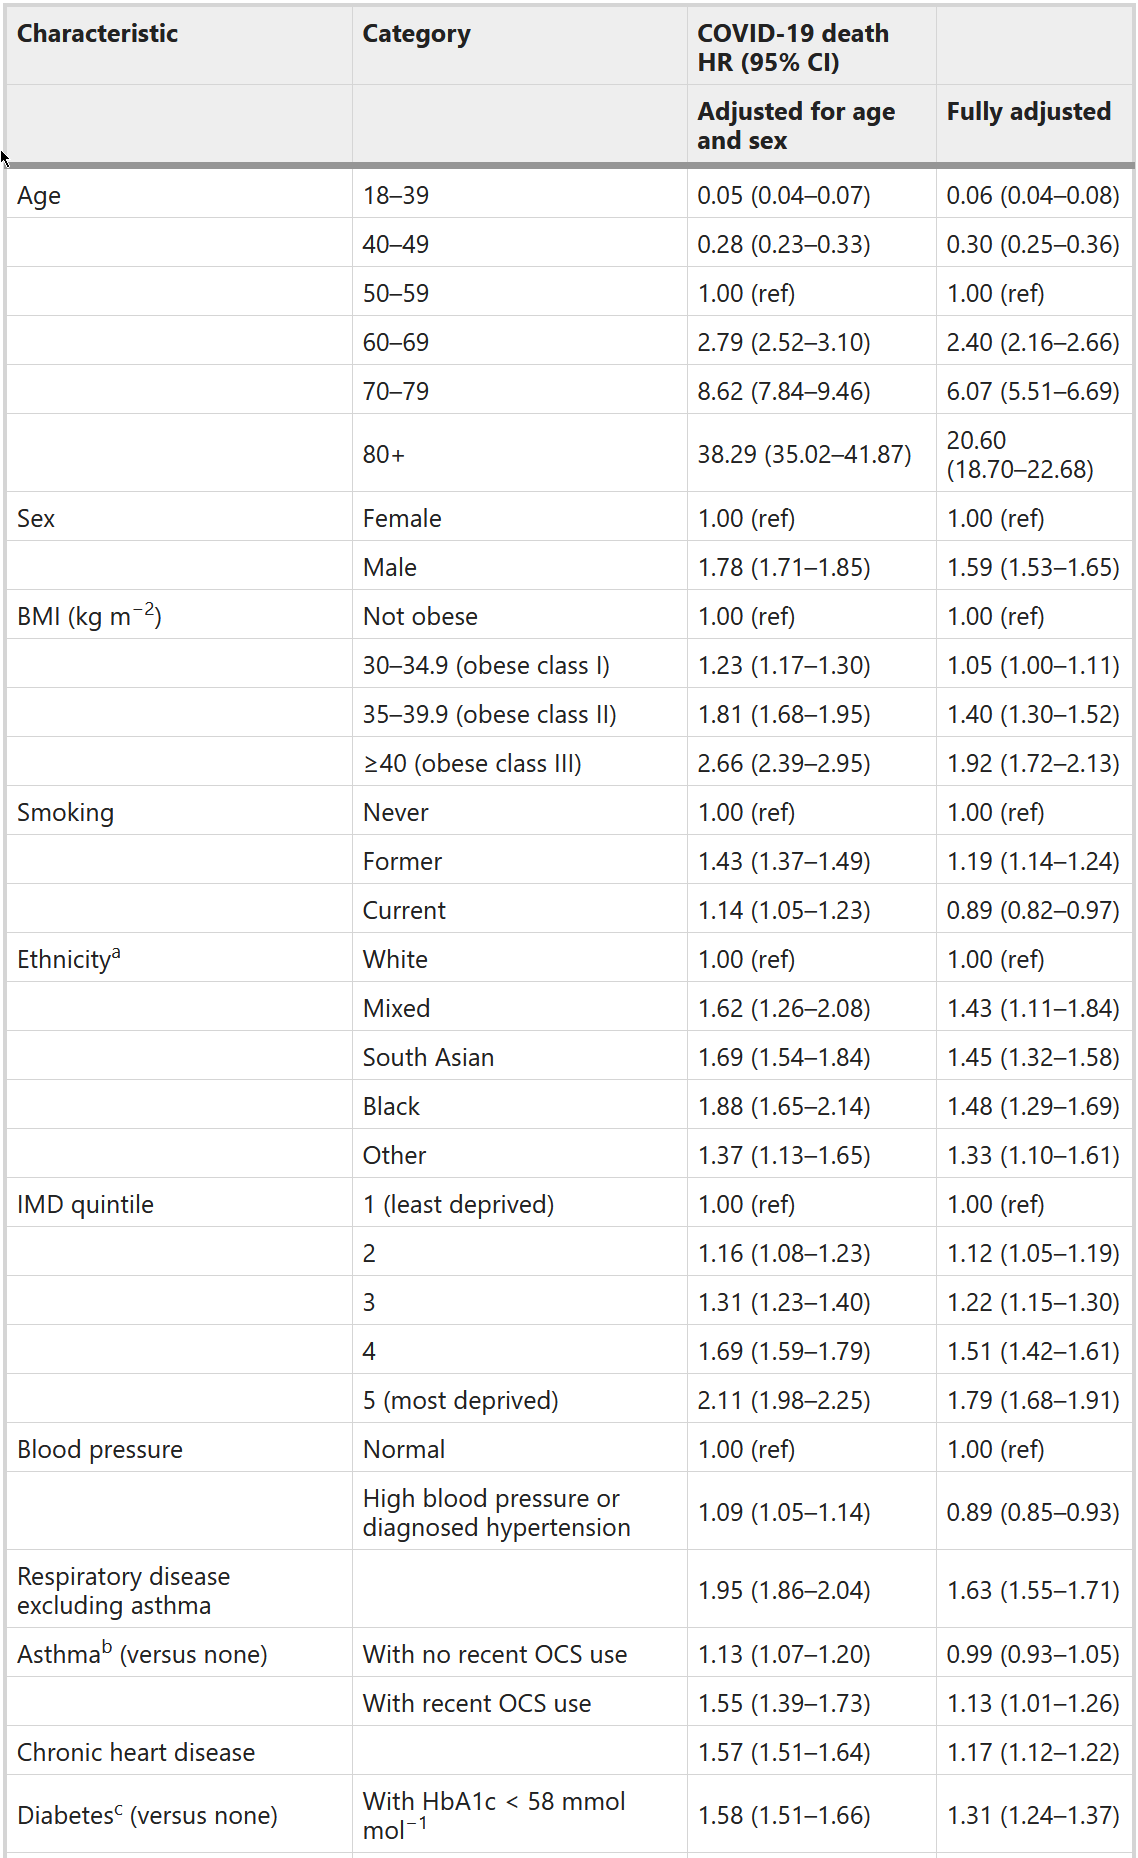 Characteristic Category COVID-19 death
HR (95% CI)
Adjusted for age Fully adjusted
and sex
Age 18–39 0.05 (0.04–0.07) 0.06 (0.04–0.08)
40–49 0.28 (0.23–0.33) 0.30 (0.25–0.36)
50–59 1.00 (ref) 1.00 (ref)
60–69 2.79 (2.52–3.10) 2.40 (2.16–2.66)
70–79 8.62 (7.84–9.46) 6.07 (5.51–6.69)
80+ 38.29 (35.02–41.87) 20.60
(18.70–22.68)
Sex Female 1.00 (ref) 1.00 (ref)
Male 1.78 (1.71–1.85) 1.59 (1.53–1.65)
BMI (kg m⁻²) Not obese 1.00 (ref) 1.00 (ref)
30–34.9 (obese class I) 1.23 (1.17–1.30) 1.05 (1.00–1.11)
35–39.9 (obese class II) 1.81 (1.68–1.95) 1.40 (1.30–1.52)
≥40 (obese class III) 2.66 (2.39–2.95) 1.92 (1.72–2.13)
Smoking Never 1.00 (ref) 1.00 (ref)
Former 1.43 (1.37–1.49) 1.19 (1.14–1.24)
Current 1.14 (1.05–1.23) 0.89 (0.82–0.97)
Ethnicityᵃ White 1.00 (ref) 1.00 (ref)
Mixed 1.62 (1.26–2.08) 1.43 (1.11–1.84)
South Asian 1.69 (1.54–1.84) 1.45 (1.32–1.58)
Black 1.88 (1.65–2.14) 1.48 (1.29–1.69)
Other 1.37 (1.13–1.65) 1.33 (1.10–1.61)
IMD quintile 1 (least deprived) 1.00 (ref) 1.00 (ref)
2 1.16 (1.08–1.23) 1.12 (1.05–1.19)
3 1.31 (1.23–1.40) 1.22 (1.15–1.30)
4 1.69 (1.59–1.79) 1.51 (1.42–1.61)
5 (most deprived) 2.11 (1.98–2.25) 1.79 (1.68–1.91)
Blood pressure Normal 1.00 (ref) 1.00 (ref)
High blood pressure or
diagnosed hypertension 1.09 (1.05–1.14) 0.89 (0.85–0.93)
Respiratory disease
excluding asthma 1.95 (1.86–2.04) 1.63 (1.55–1.71)
Asthmaᵇ (versus none) With no recent OCS use 1.13 (1.07–1.20) 0.99 (0.93–1.05)
With recent OCS use 1.55 (1.39–1.73) 1.13 (1.01–1.26)
Chronic heart disease 1.57 (1.51–1.64) 1.17 (1.12–1.22)
Diabetesᶜ (versus none) With HbA1c < 58 mmol
mol⁻¹ 1.58 (1.51–1.66) 1.31 (1.24–1.37)